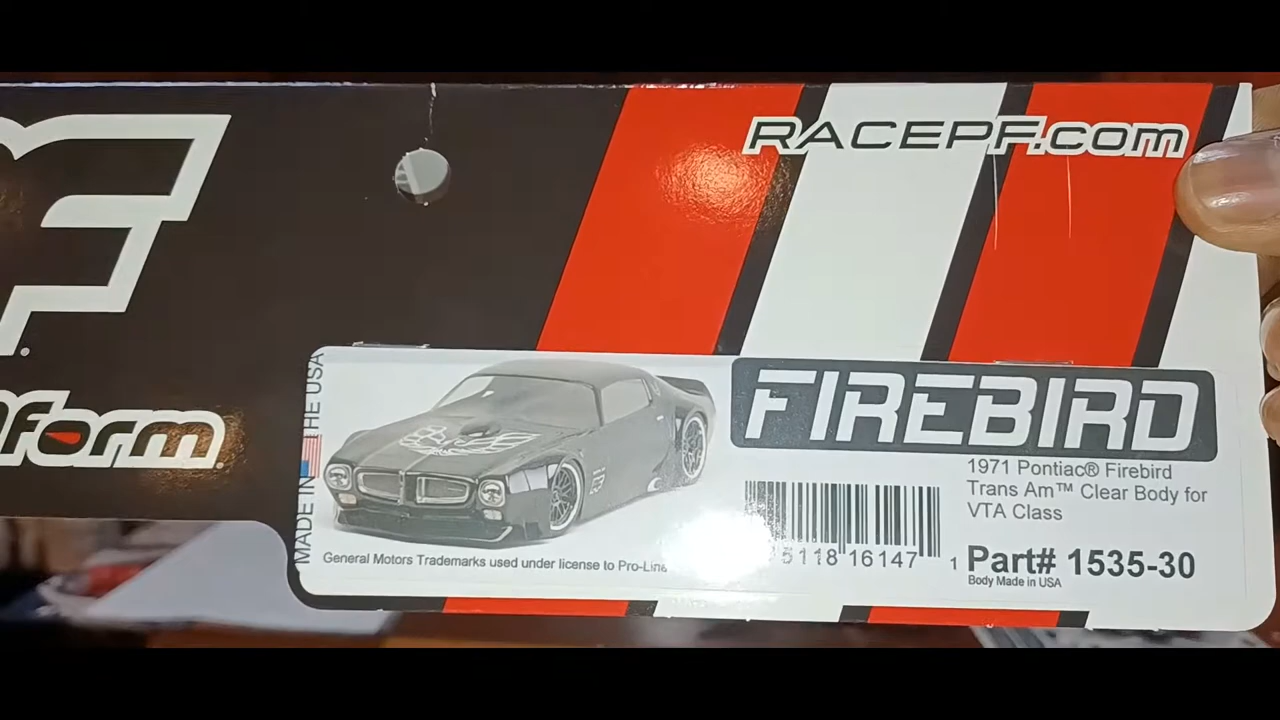 RACEPF.com
F.
form
MADE IN THE USA
FIREBIRD
1971 Pontiac® Firebird
Trans Am™ Clear Body for
VTA Class
5118 16147 1
Part# 1535-30
Body Made in USA
General Motors Trademarks used under license to Pro-Line